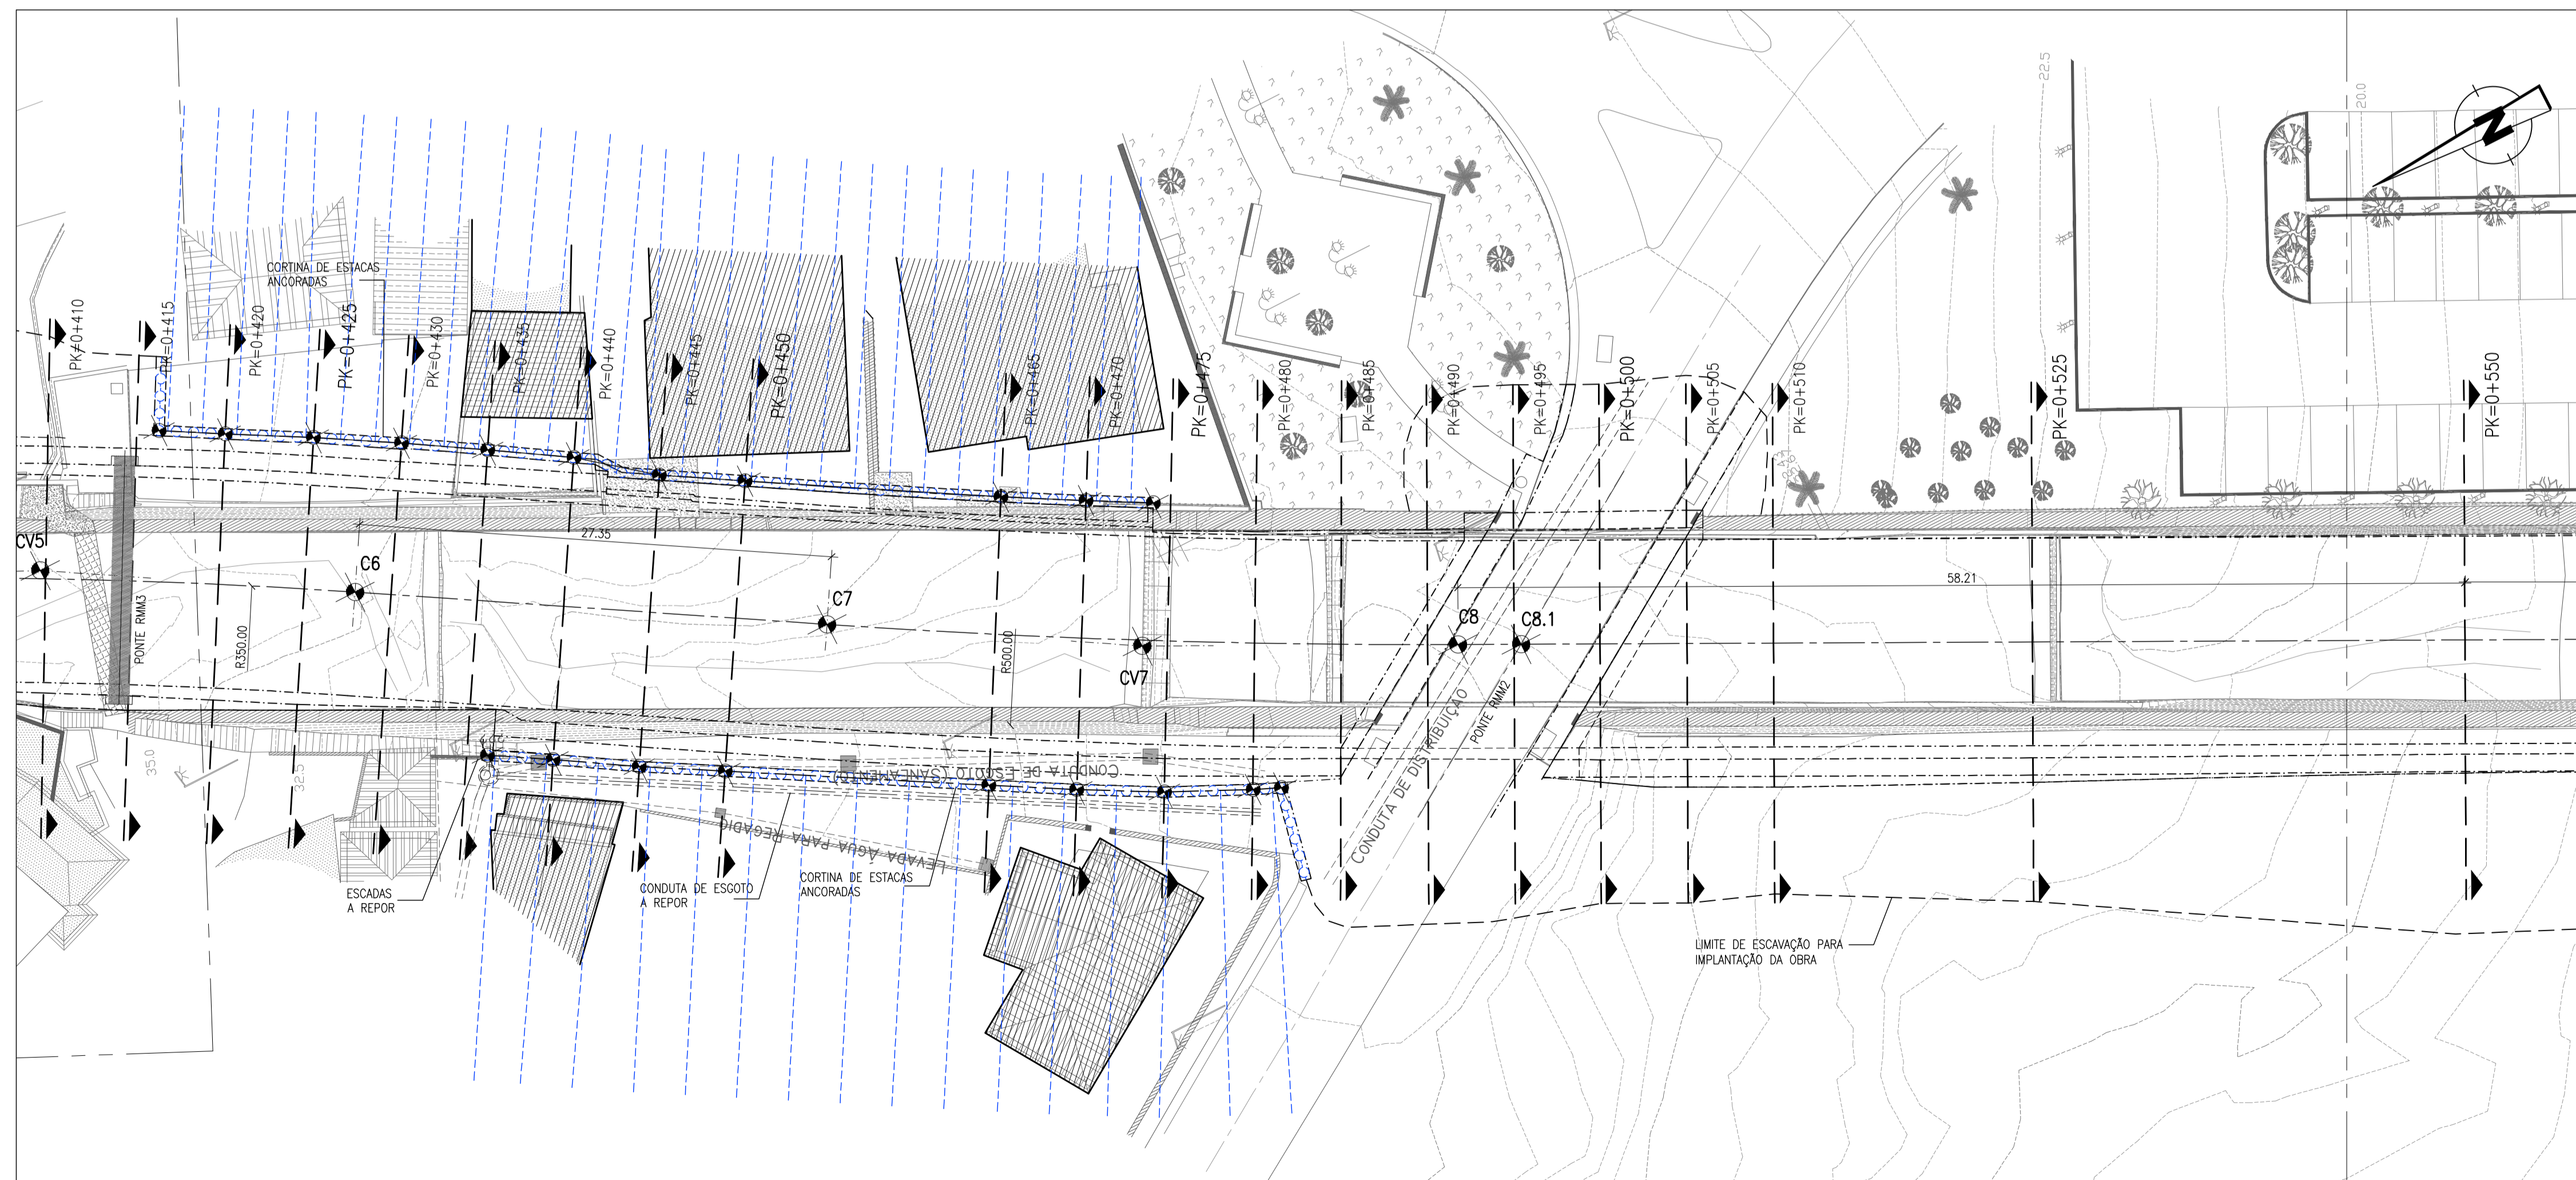 22.5
20.0
N
CORTINA DE ESTACAS
ANCORADAS
PK=0+410
PK=0+415
PK=0+420
PK=0+425
PK=0+430
PK=0+435
PK=0+440
PK=0+445
PK=0+450
PK=0+465
PK=0+470
PK=0+475
PK=0+480
PK=0+485
PK=0+490
PK=0+495
PK=0+500
PK=0+505
PK=0+510
PK=0+525
PK=0+550
CV5
C6
27.35
C7
CV7
C8
C8.1
58.21
PONTE RMM3
R350.00
R500.00
PONTE RMM2
CONDUTA DE DISTRIBUIÇÃO
CONDUTA DE ESGOTO (SANEAMENTO)
LEVADA ÁGUA PARA REGADIO
35.0
32.5
ESCADAS
A REPOR
CONDUTA DE ESGOTO
A REPOR
CORTINA DE ESTACAS
ANCORADAS
LIMITE DE ESCAVAÇÃO PARA
IMPLANTAÇÃO DA OBRA